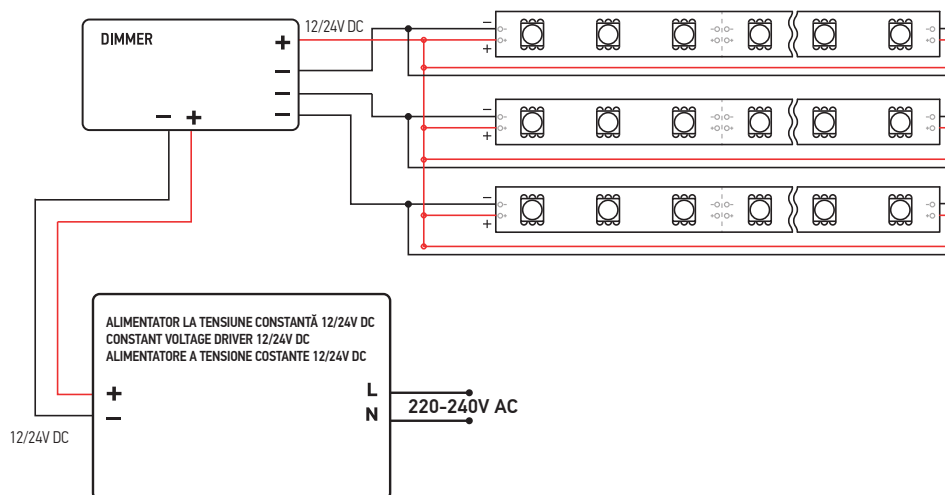 12/24V DC
DIMMER
+
−
−
−
− +
−
+
−
+
−
+
ALIMENTATOR LA TENSIUNE CONSTANTĂ 12/24V DC
CONSTANT VOLTAGE DRIVER 12/24V DC
ALIMENTATORE A TENSIONE COSTANTE 12/24V DC
+
−
L
N
220-240V AC
12/24V DC